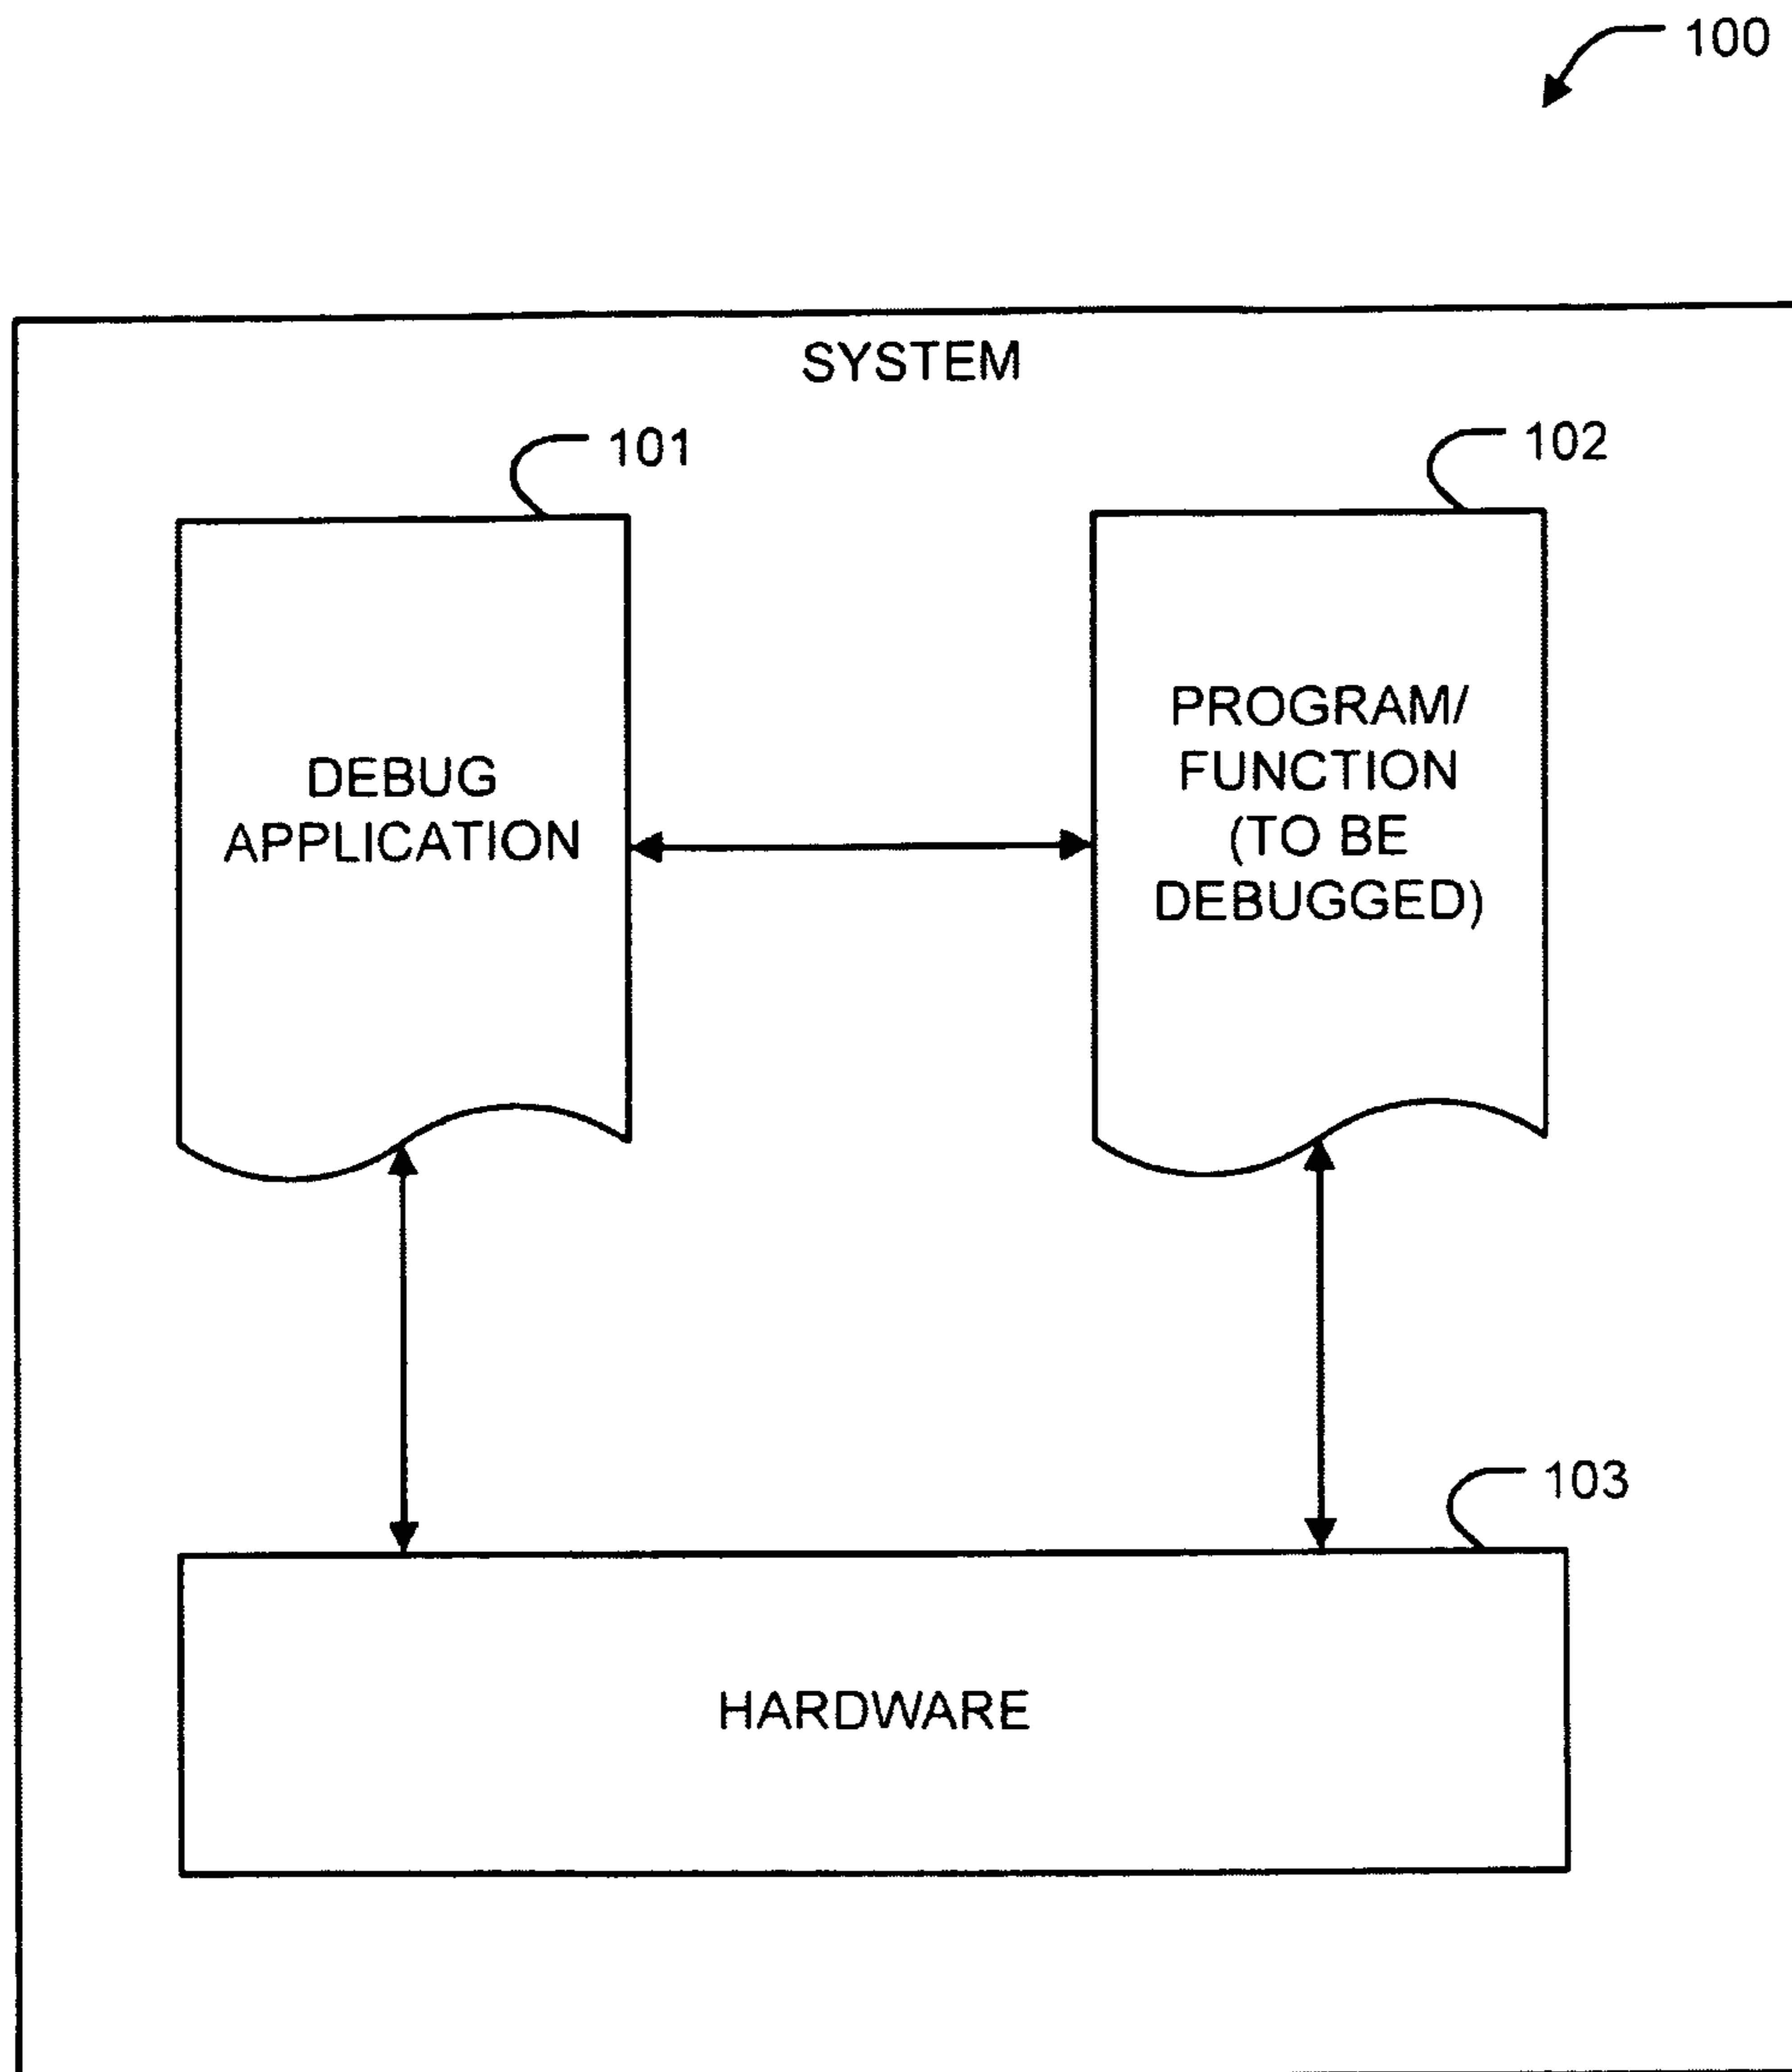 100
SYSTEM
101
102
DEBUG
APPLICATION
PROGRAM/
FUNCTION
(TO BE
DEBUGGED)
103
HARDWARE